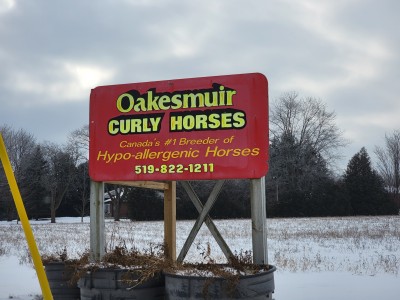 Oakesmuir
CURLY HORSES
Canada's #1 Breeder of
Hypo-allergenic Horses
519-822-1211